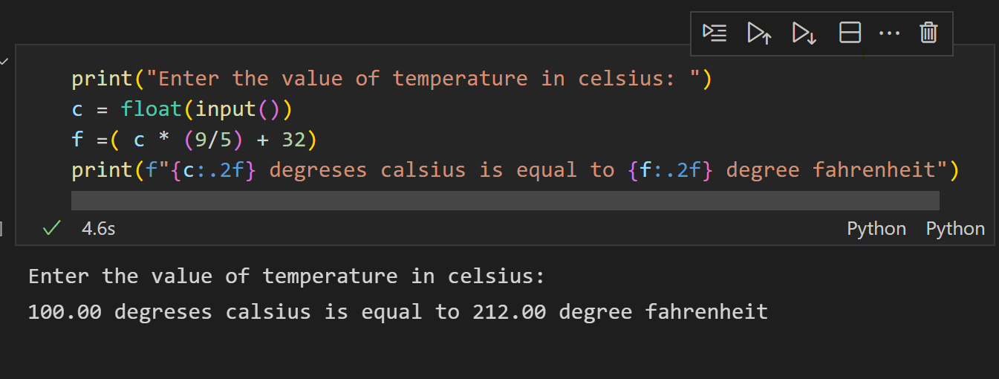 print("Enter the value of temperature in celsius: ")
c = float(input())
f =( c * (9/5) + 32)
print(f"{c:.2f} degreses calsius is equal to {f:.2f} degree fahrenheit")
4.6s Python Python
Enter the value of temperature in celsius:
100.00 degreses calsius is equal to 212.00 degree fahrenheit